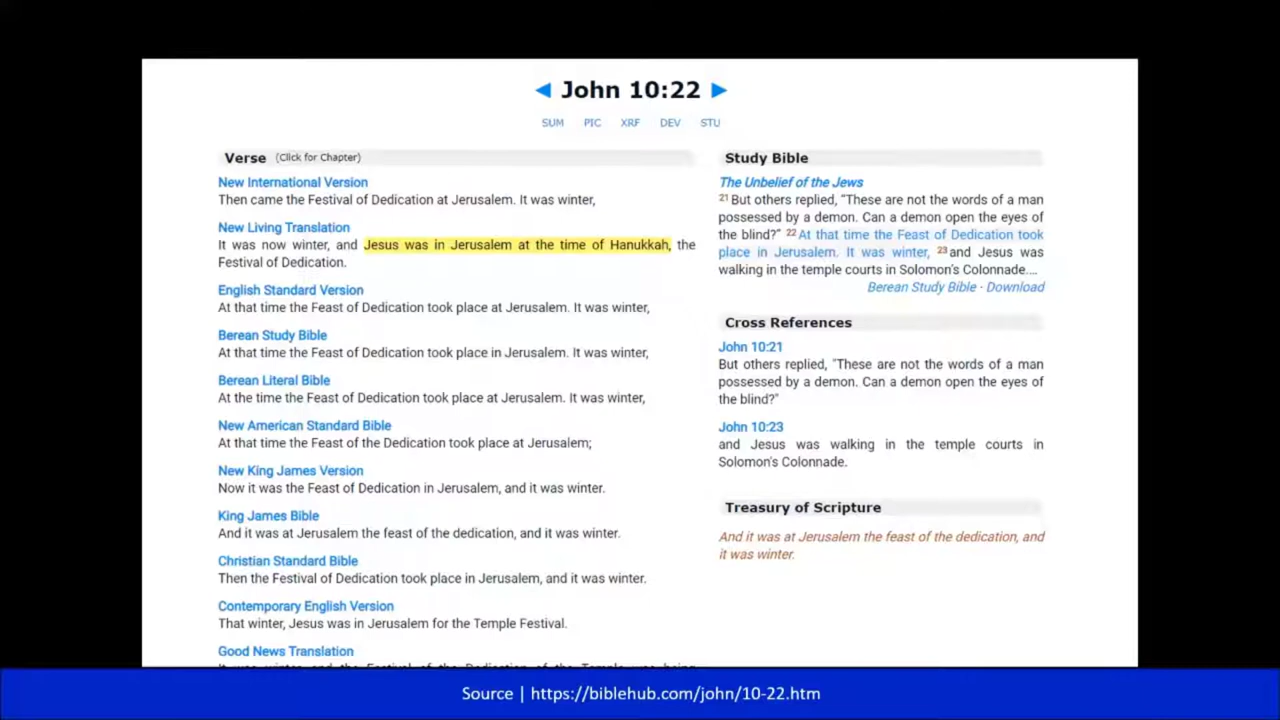 ◀ John 10:22 ▶
SUM PIC XRF DEV STU
Verse (Click for Chapter)
New International Version
Then came the Festival of Dedication at Jerusalem. It was winter,
New Living Translation
It was now winter, and Jesus was in Jerusalem at the time of Hanukkah, the
Festival of Dedication.
English Standard Version
At that time the Feast of Dedication took place at Jerusalem. It was winter,
Berean Study Bible
At that time the Feast of Dedication took place in Jerusalem. It was winter,
Berean Literal Bible
At the time the Feast of Dedication took place at Jerusalem. It was winter,
New American Standard Bible
At that time the Feast of the Dedication took place at Jerusalem;
New King James Version
Now it was the Feast of Dedication in Jerusalem, and it was winter.
King James Bible
And it was at Jerusalem the feast of the dedication, and it was winter.
Christian Standard Bible
Then the Festival of Dedication took place in Jerusalem, and it was winter.
Contemporary English Version
That winter, Jesus was in Jerusalem for the Temple Festival.
Good News Translation
It was winter, and the Festival of the Dedication of the Temple was being
Study Bible
The Unbelief of the Jews
21 But others replied, “These are not the words of a man
possessed by a demon. Can a demon open the eyes of
the blind?” 22 At that time the Feast of Dedication took
place in Jerusalem. It was winter, 23 and Jesus was
walking in the temple courts in Solomon’s Colonnade.…
Berean Study Bible · Download
Cross References
John 10:21
But others replied, "These are not the words of a man
possessed by a demon. Can a demon open the eyes of
the blind?"
John 10:23
and Jesus was walking in the temple courts in
Solomon's Colonnade.
Treasury of Scripture
And it was at Jerusalem the feast of the dedication, and
it was winter.
Source | https://biblehub.com/john/10-22.htm